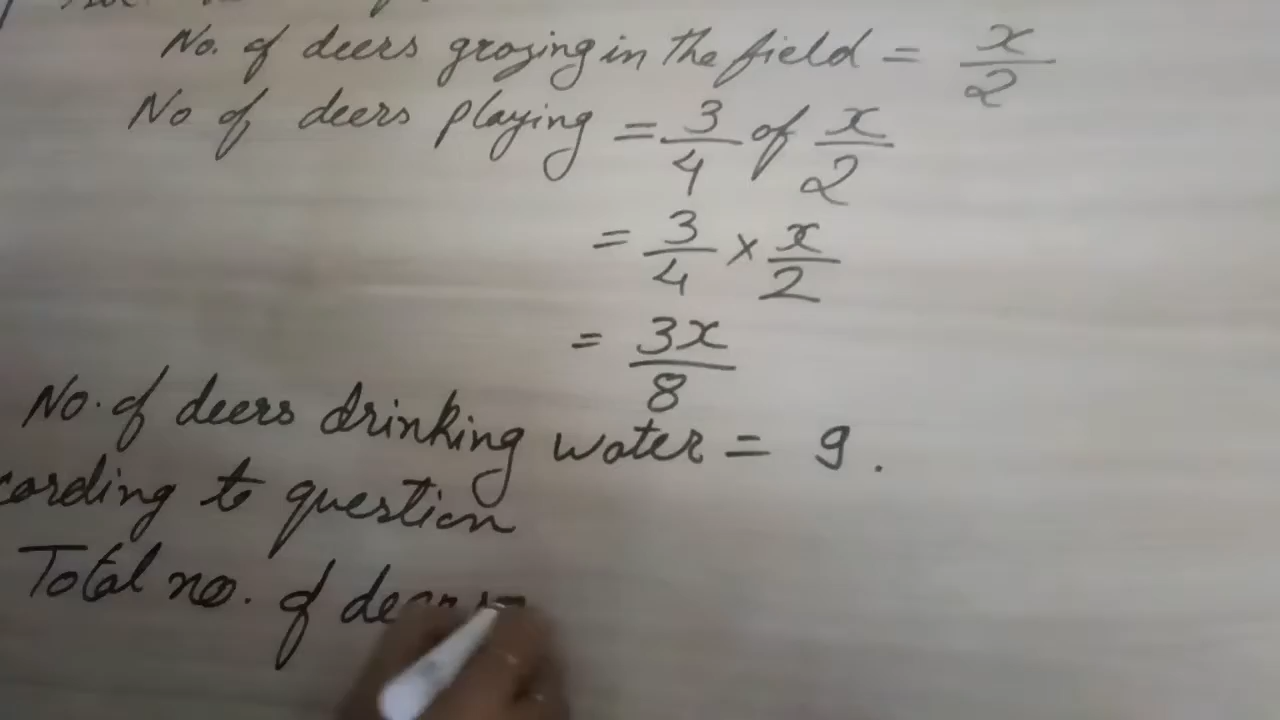 No. of deers grazing in the field = x/2
No of deers playing = 3/4 of x/2
= 3/4 × x/2
= 3x/8
No. of deers drinking water = 9.
cording to question
Total no. of deers =